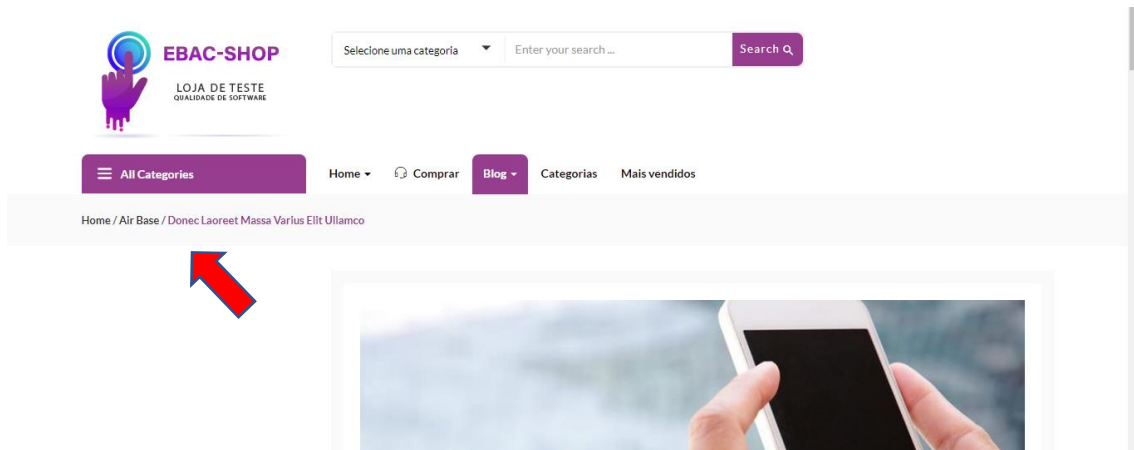 EBAC-SHOP
LOJA DE TESTE
QUALIDADE DE SOFTWARE
Selecione uma categoria
Enter your search ...
Search
All Categories
Home
Comprar
Blog
Categorias
Mais vendidos
Home / Air Base / Donec Laoreet Massa Varius Elit Ullamco